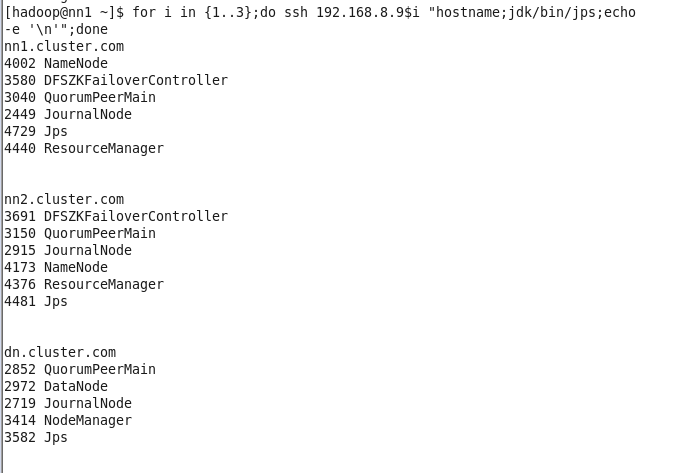 [hadoop@nn1 ~]$ for i in {1..3};do ssh 192.168.8.9$i "hostname;jdk/bin/jps;echo
-e '\n'";done
nn1.cluster.com
4002 NameNode
3580 DFSZKFailoverController
3040 QuorumPeerMain
2449 JournalNode
4729 Jps
4440 ResourceManager
nn2.cluster.com
3691 DFSZKFailoverController
3150 QuorumPeerMain
2915 JournalNode
4173 NameNode
4376 ResourceManager
4481 Jps
dn.cluster.com
2852 QuorumPeerMain
2972 DataNode
2719 JournalNode
3414 NodeManager
3582 Jps